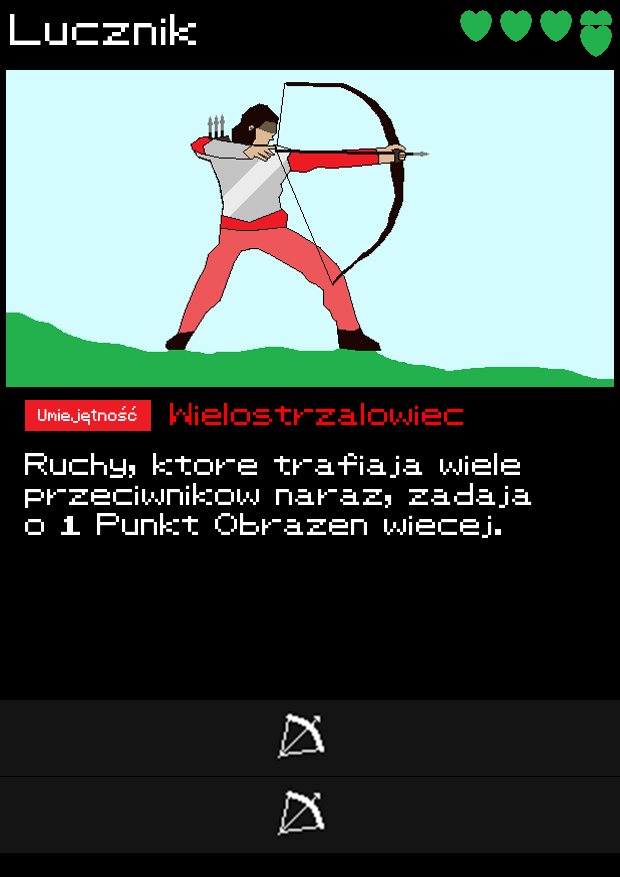 Lucznik
Umiejętność
Wielostrzalowiec
Ruchy, ktore trafiaja wiele
przeciwnikow naraz, zadaja
o 1 Punkt Obrazen wiecej.